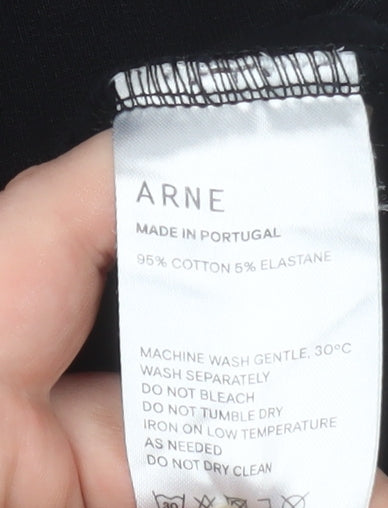 ARNE
MADE IN PORTUGAL
95% COTTON 5% ELASTANE
MACHINE WASH GENTLE, 30°C
WASH SEPARATELY
DO NOT BLEACH
DO NOT TUMBLE DRY
IRON ON LOW TEMPERATURE
AS NEEDED
DO NOT DRY CLEAN
30